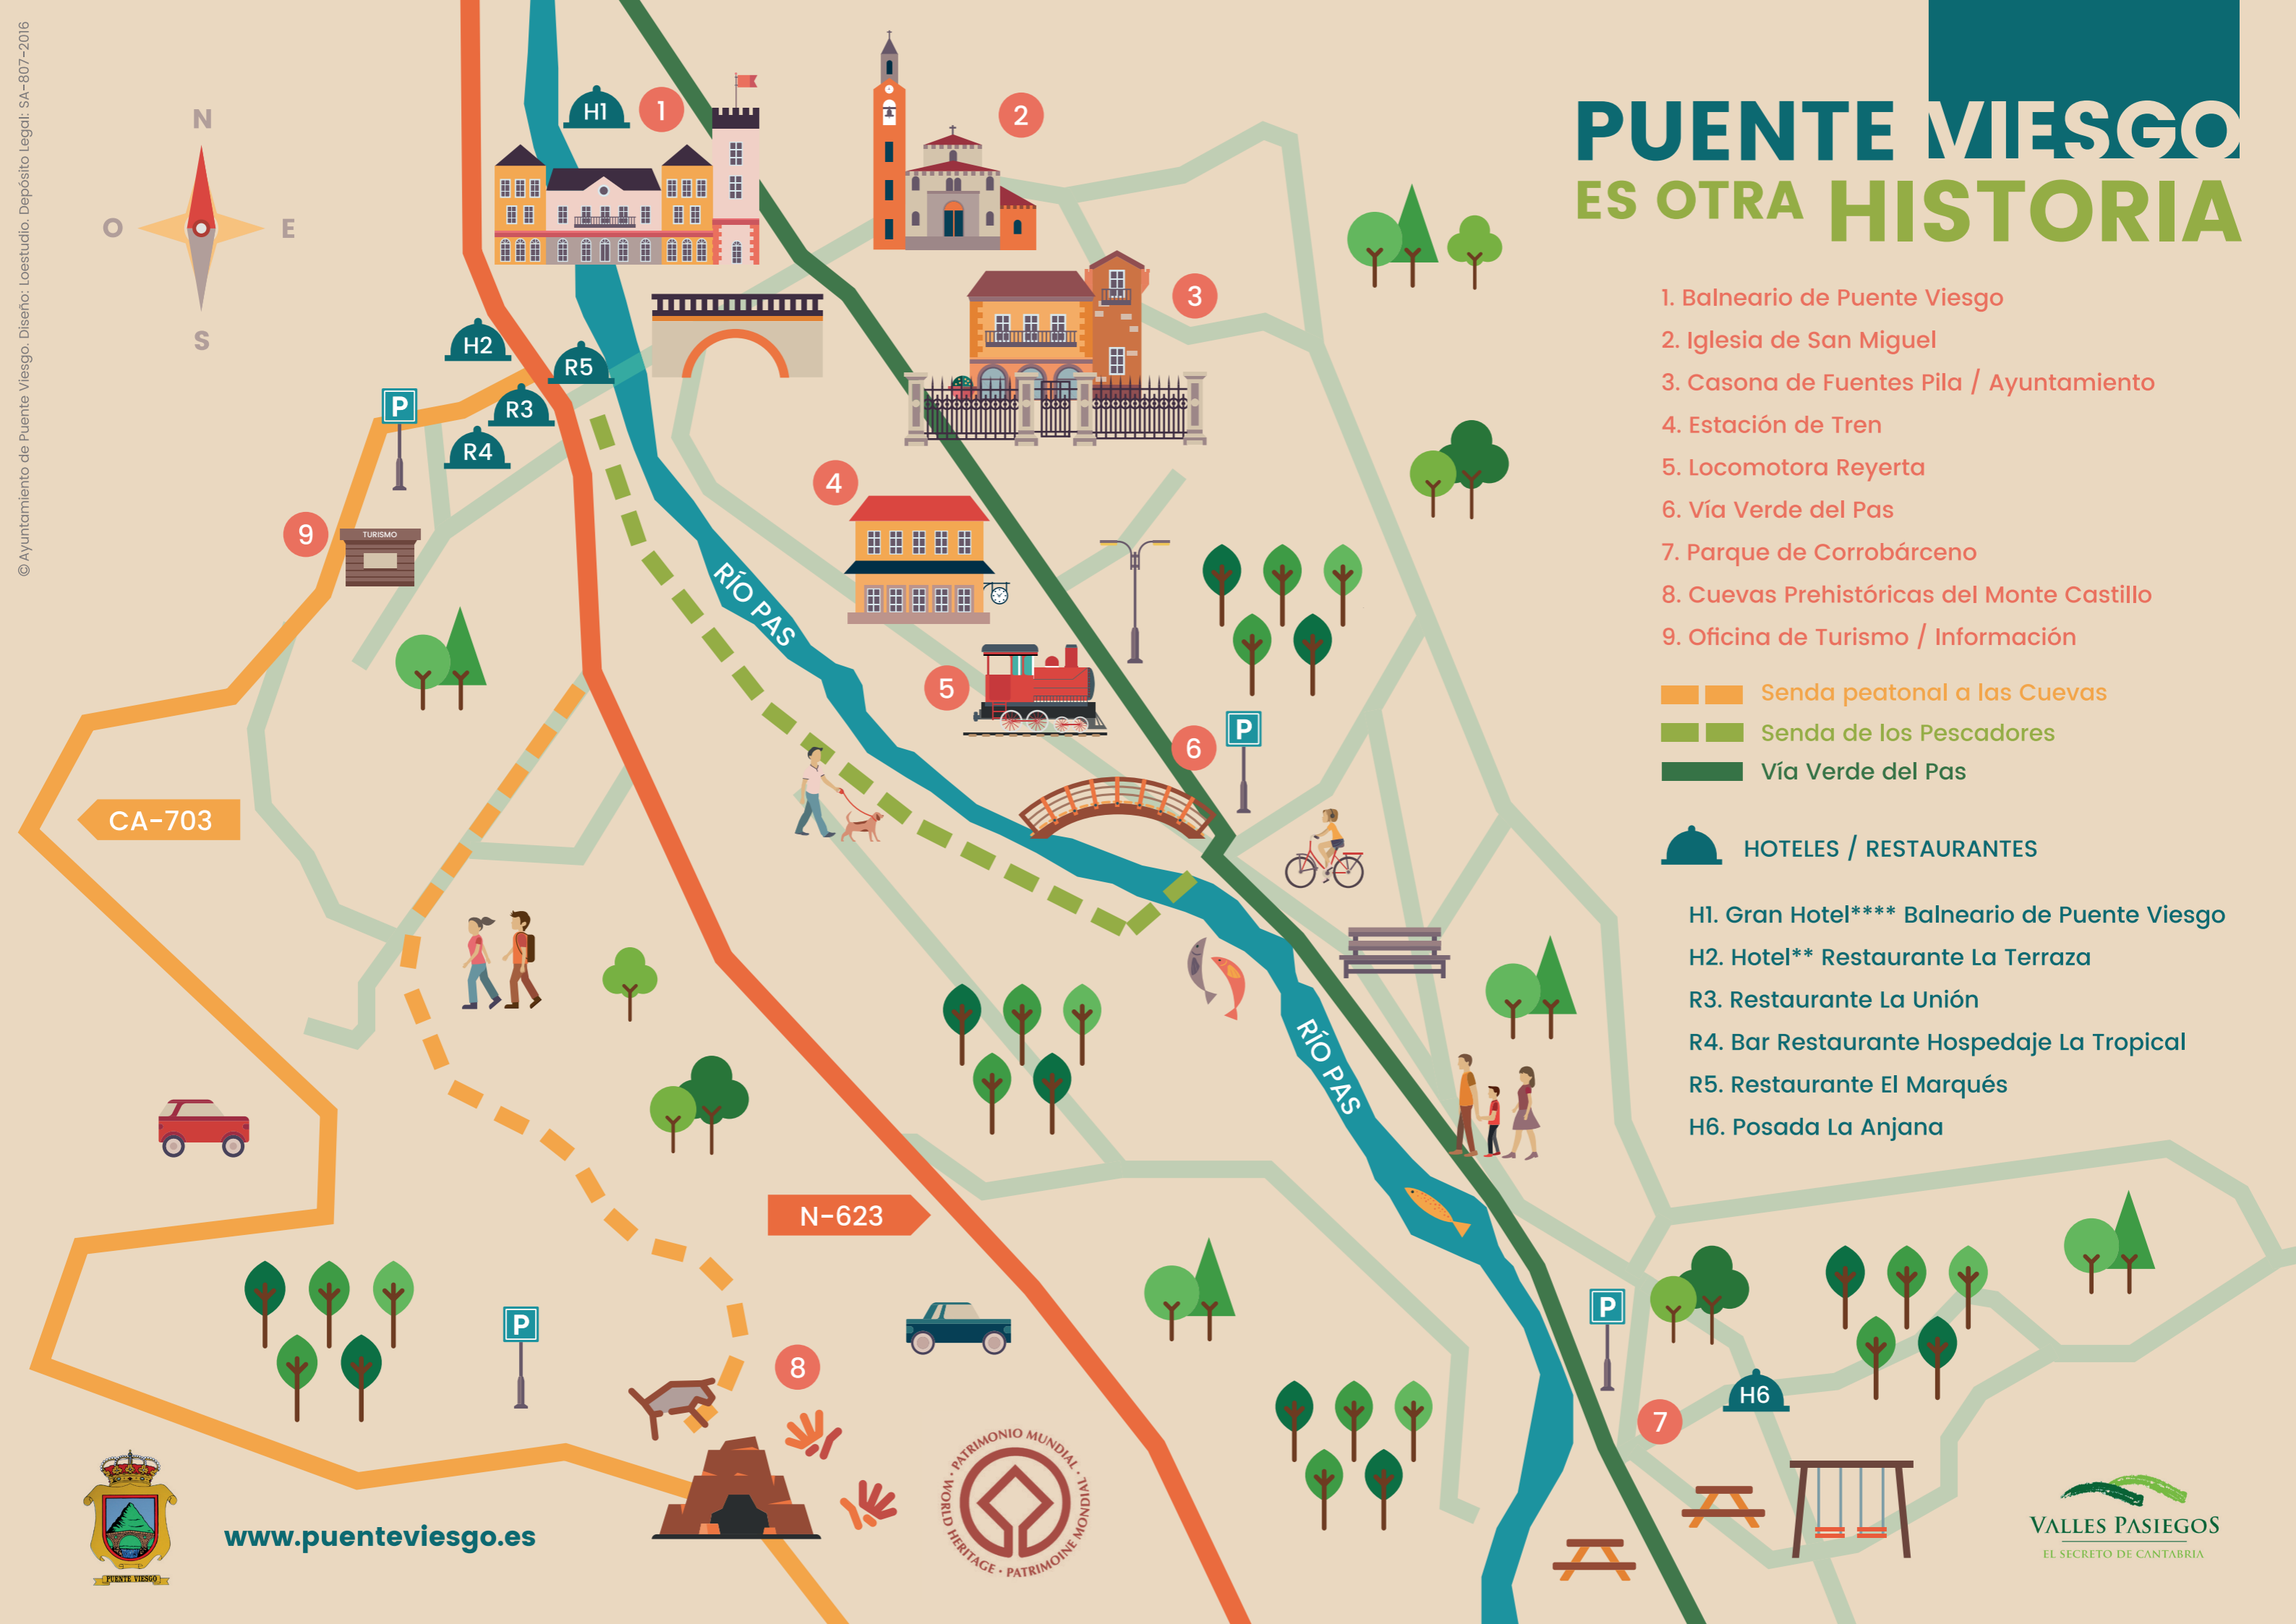 © Ayuntamiento de Puente Viesgo. Diseño: Loestudio. Depósito Legal: SA-807-2016
N
O
E
S
PUENTE VIESGO
ES OTRA HISTORIA
1. Balneario de Puente Viesgo
2. Iglesia de San Miguel
3. Casona de Fuentes Pila / Ayuntamiento
4. Estación de Tren
5. Locomotora Reyerta
6. Vía Verde del Pas
7. Parque de Corrobárceno
8. Cuevas Prehistóricas del Monte Castillo
9. Oficina de Turismo / Información
Senda peatonal a las Cuevas
Senda de los Pescadores
Vía Verde del Pas
HOTELES / RESTAURANTES
H1. Gran Hotel**** Balneario de Puente Viesgo
H2. Hotel** Restaurante La Terraza
R3. Restaurante La Unión
R4. Bar Restaurante Hospedaje La Tropical
R5. Restaurante El Marqués
H6. Posada La Anjana
H1
1
2
3
H2
R5
R3
R4
P
4
9
TURISMO
RÍO PAS
5
6
P
CA-703
RÍO PAS
N-623
P
P
8
H6
7
PUENTE VIESGO
www.puenteviesgo.es
PATRIMONIO MUNDIAL • WORLD HERITAGE • PATRIMOINE MONDIAL •
VALLES PASIEGOS
EL SECRETO DE CANTABRIA